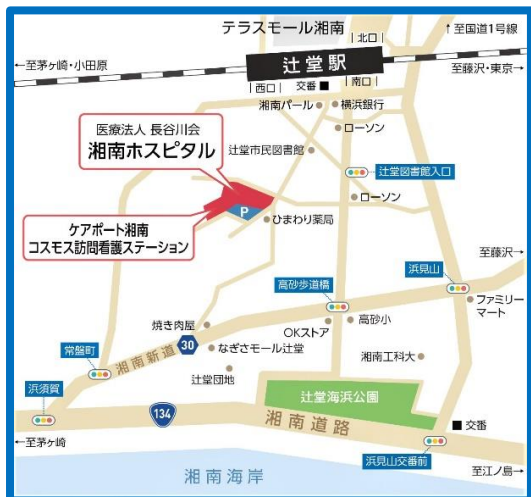 テラスモール湘南
北口
↑至国道1号線
←至茅ヶ崎・小田原
辻堂駅
至藤沢・東京→
西口
交番
南口
湘南パール
横浜銀行
ローソン
医療法人 長谷川会
湘南ホスピタル
辻堂市民図書館
辻堂図書館入口
ローソン
P
ひまわり薬局
ケアポート湘南
コスモス訪問看護ステーション
至藤沢→
高砂歩道橋
浜見山
ファミリー
マート
焼き肉屋
OKストア
高砂小
常盤町
湘南新道
30
なぎさモール辻堂
湘南工科大
辻堂団地
浜須賀
134
辻堂海浜公園
湘南道路
交番
←至茅ヶ崎
浜見山交番前
至江ノ島→
湘南海岸